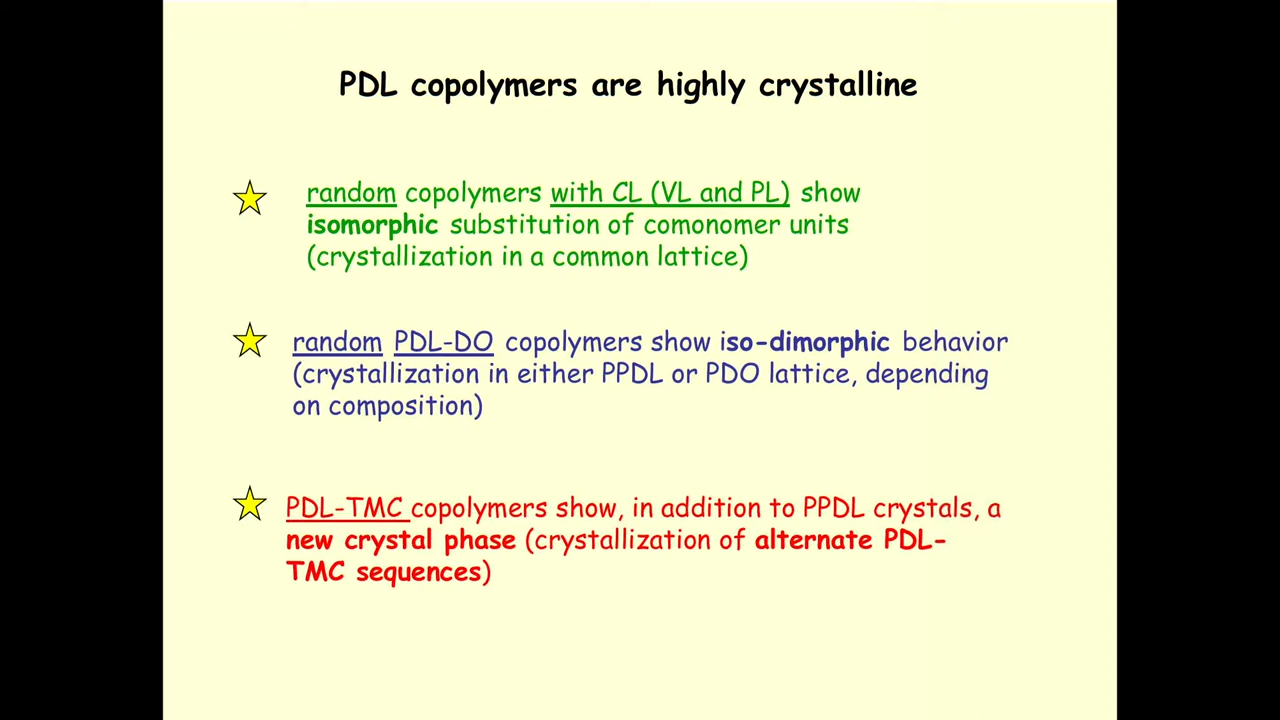 PDL copolymers are highly crystalline
random copolymers with CL (VL and PL) show
isomorphic substitution of comonomer units
(crystallization in a common lattice)
random PDL-DO copolymers show iso-dimorphic behavior
(crystallization in either PPDL or PDO lattice, depending
on composition)
PDL-TMC copolymers show, in addition to PPDL crystals, a
new crystal phase (crystallization of alternate PDL-
TMC sequences)